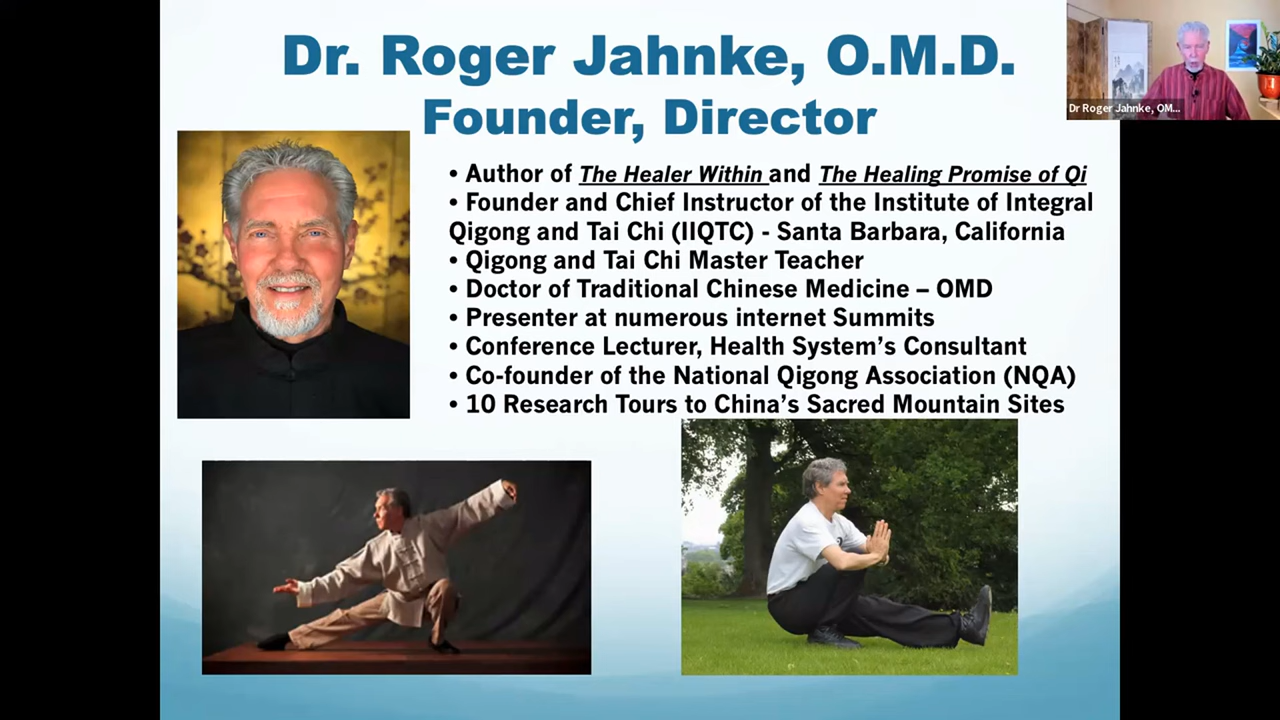 Dr. Roger Jahnke, O.M.D.
Founder, Director
• Author of The Healer Within and The Healing Promise of Qi
• Founder and Chief Instructor of the Institute of Integral
Qigong and Tai Chi (IIQTC) - Santa Barbara, California
• Qigong and Tai Chi Master Teacher
• Doctor of Traditional Chinese Medicine – OMD
• Presenter at numerous internet Summits
• Conference Lecturer, Health System’s Consultant
• Co-founder of the National Qigong Association (NQA)
• 10 Research Tours to China’s Sacred Mountain Sites
Dr Roger Jahnke, OM...